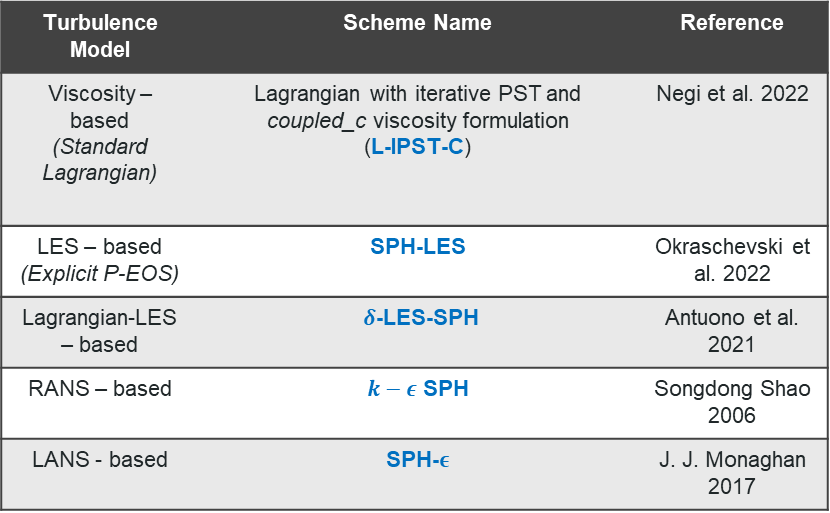 Turbulence Model
Scheme Name
Reference
Viscosity –
based
(Standard
Lagrangian)
Lagrangian with iterative PST and
coupled_c viscosity formulation
(L-IPST-C)
Negi et al. 2022
LES – based
(Explicit P-EOS)
SPH-LES
Okraschevski et
al. 2022
Lagrangian-LES
– based
δ-LES-SPH
Antuono et al.
2021
RANS – based
k – ϵ SPH
Songdong Shao
2006
LANS - based
SPH-ϵ
J. J. Monaghan
2017